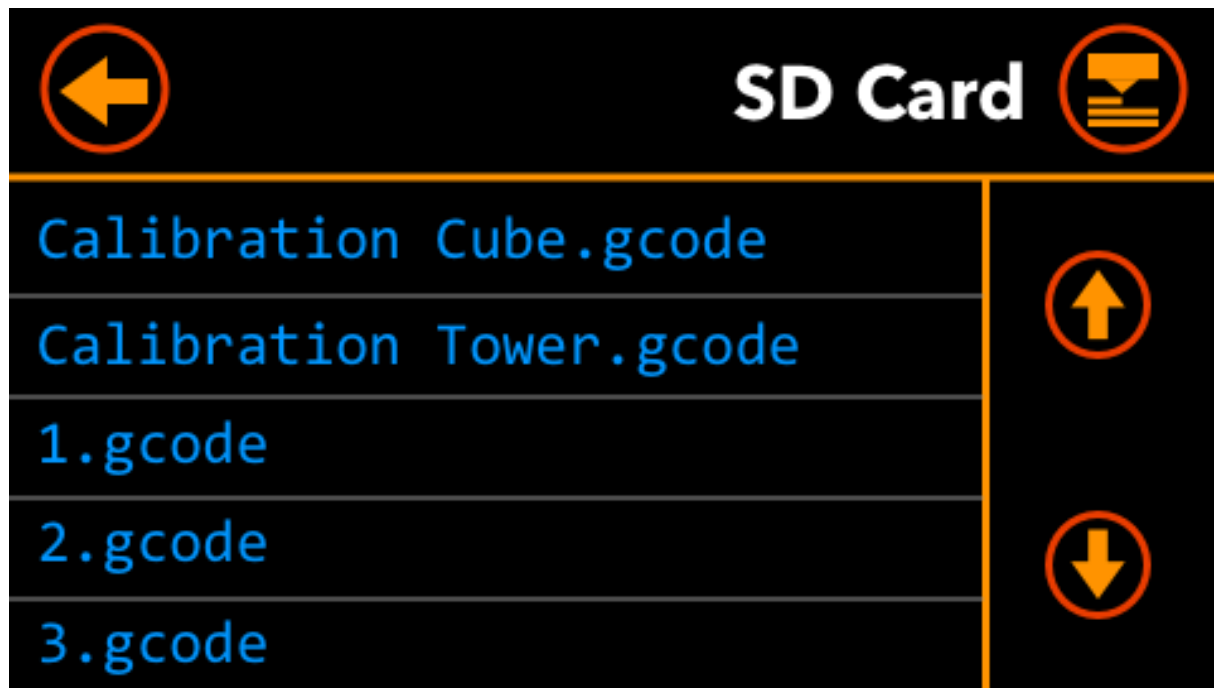 SD Card
Calibration Cube.gcode
Calibration Tower.gcode
1.gcode
2.gcode
3.gcode